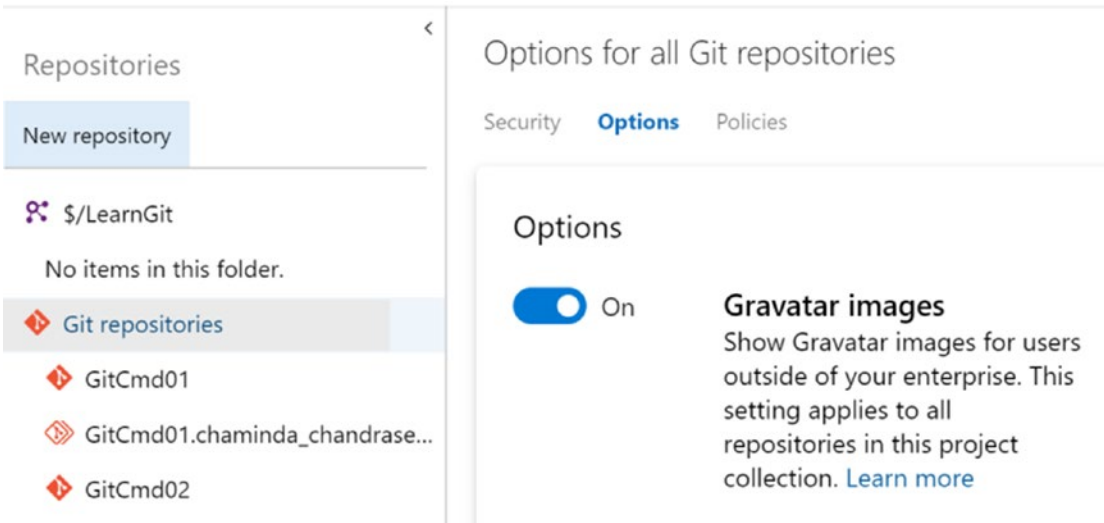 Repositories
New repository
$/LearnGit
No items in this folder.
Git repositories
GitCmd01
GitCmd01.chaminda_chandrase...
GitCmd02
Options for all Git repositories
Security Options Policies
Options
On
Gravatar images
Show Gravatar images for users
outside of your enterprise. This
setting applies to all
repositories in this project
collection. Learn more